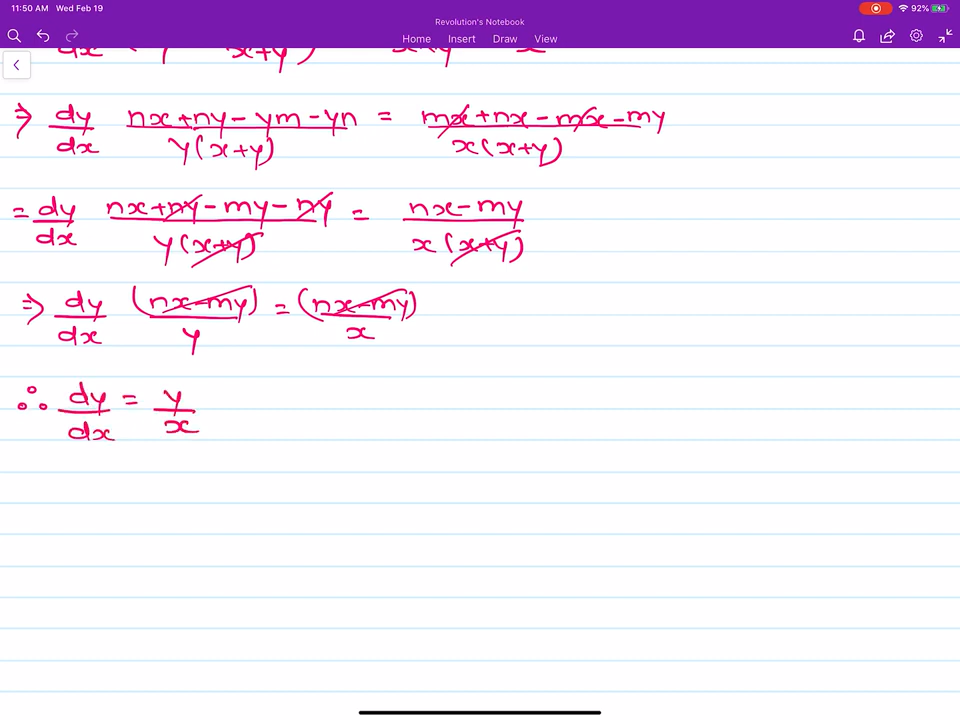 11:50 AM Wed Feb 19
92%
Revolution's Notebook
Home Insert Draw View
⇒ dy/dx (nx+ny-ym-yn)/y(x+y) = (mx+nx-mx-my)/x(x+y)
= dy/dx (nx+ny-my-ny)/y(x+y) = (nx-my)/x(x+y)
⇒ dy/dx (nx-my)/y = (nx-my)/x
∴ dy/dx = y/x